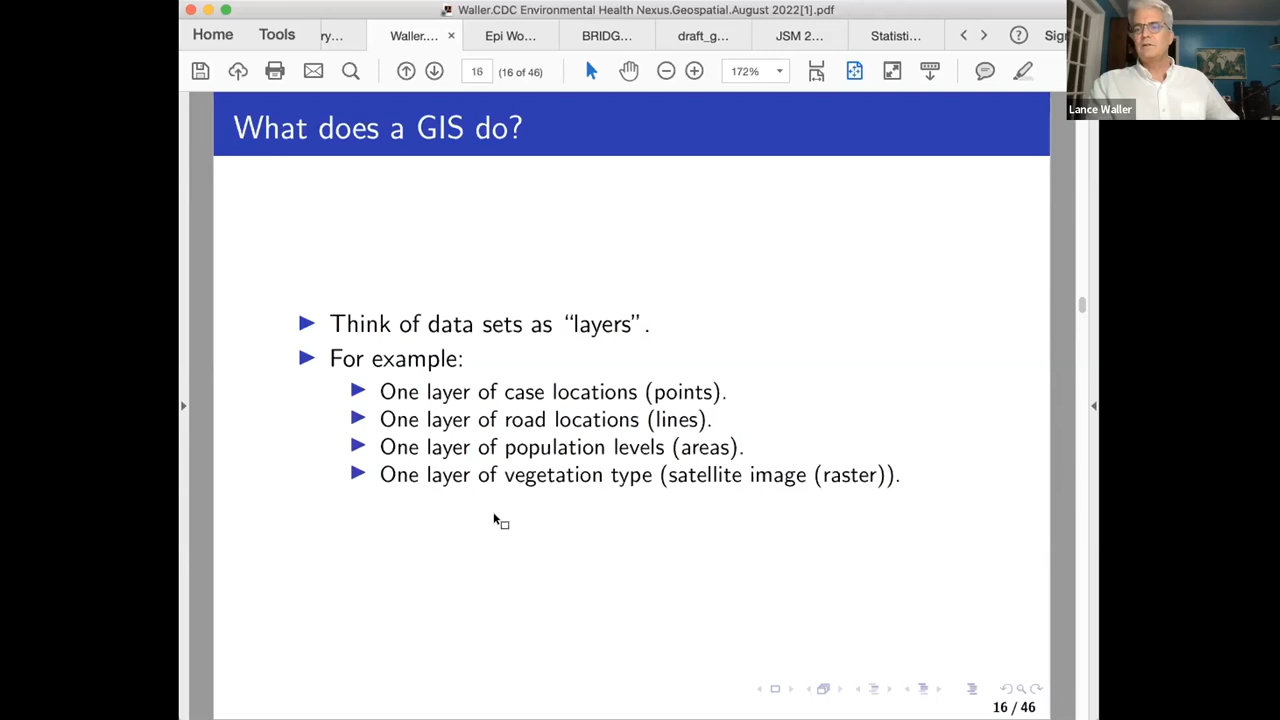 Waller.CDC Environmental Health Nexus.Geospatial.August 2022[1].pdf
Home Tools ry... Waller.... × Epi Wo... BRIDG... draft_g... JSM 2... Statisti... ? Sig
16 (16 of 46) 172%
Lance Waller
What does a GIS do?
Think of data sets as “layers”.
For example:
One layer of case locations (points).
One layer of road locations (lines).
One layer of population levels (areas).
One layer of vegetation type (satellite image (raster)).
16 / 46